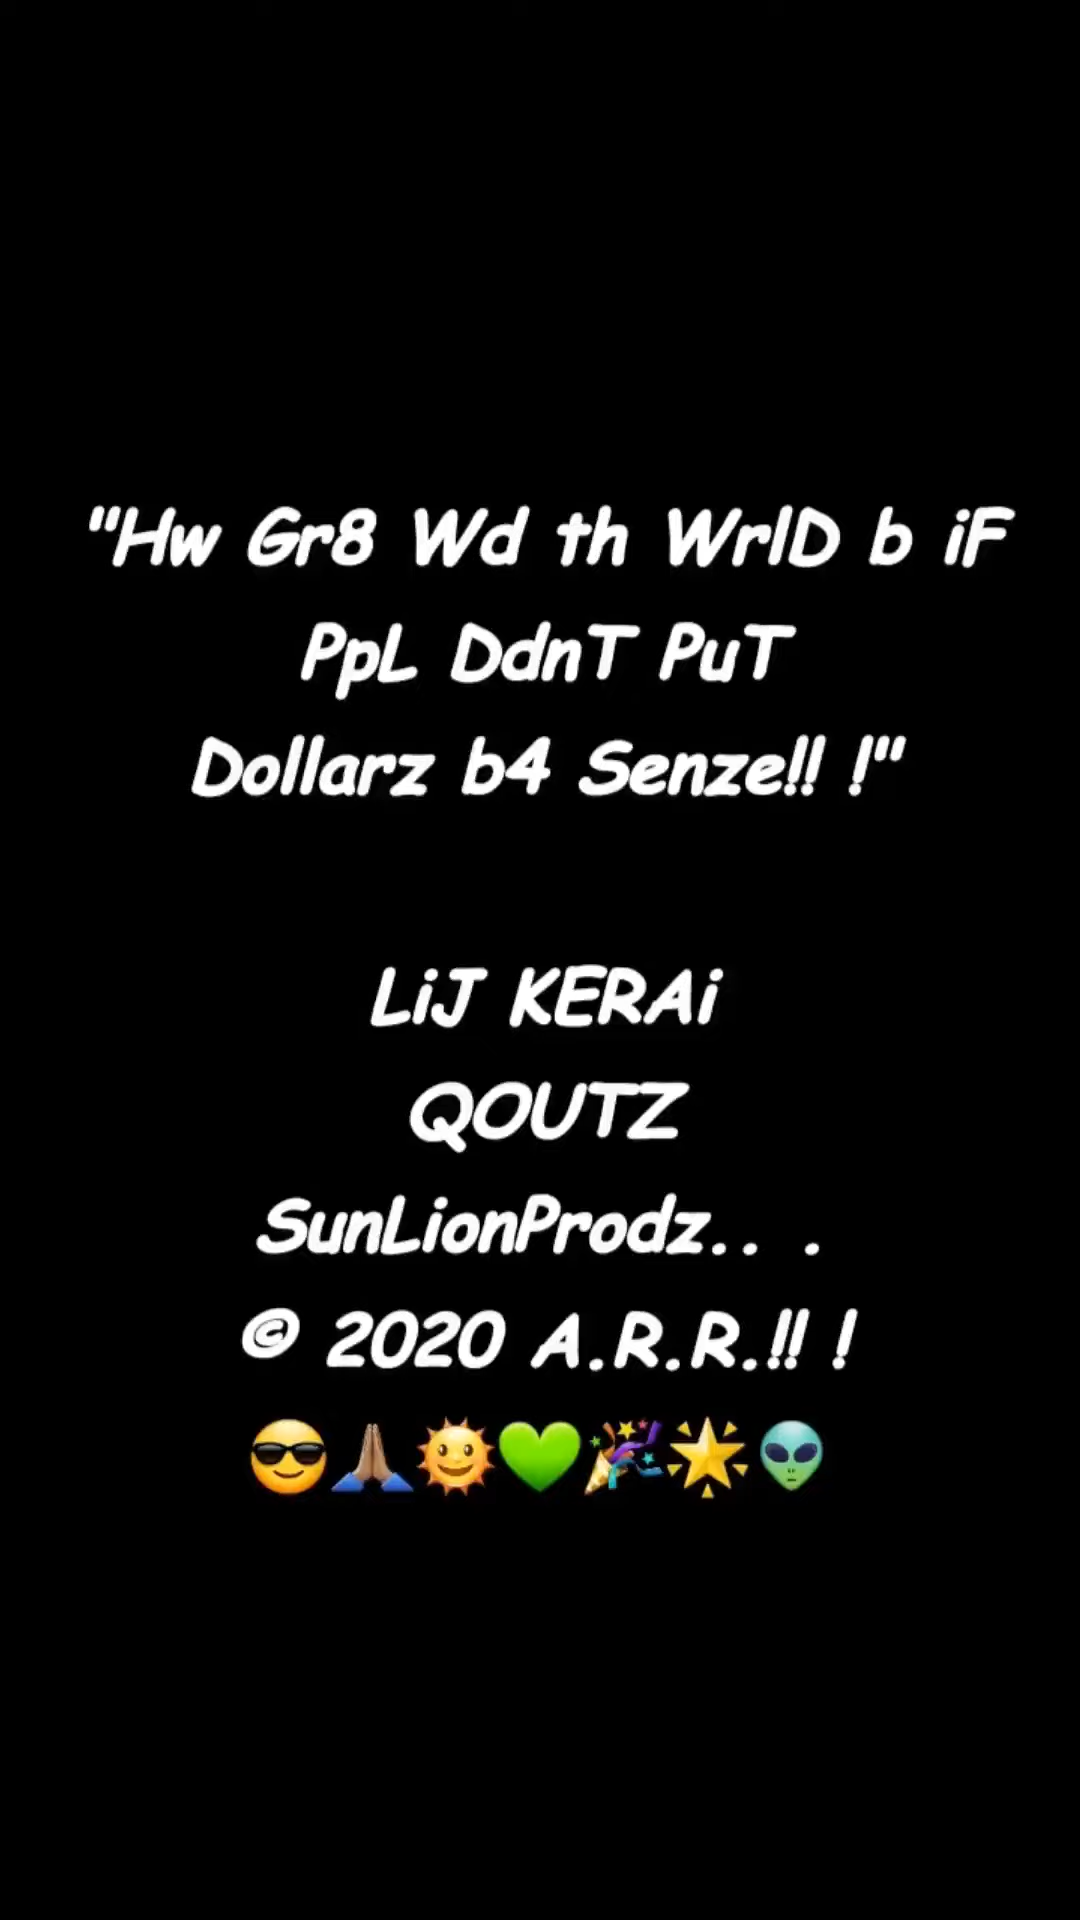 "Hw Gr8 Wd th WrlD b iF
PpL DdnT PuT
Dollarz b4 Senze!! !"
LiJ KERAi
QOUTZ
SunLionProdz.. .
© 2020 A.R.R.!! !
😎🙏🏽🌞💚🎉🌟👽